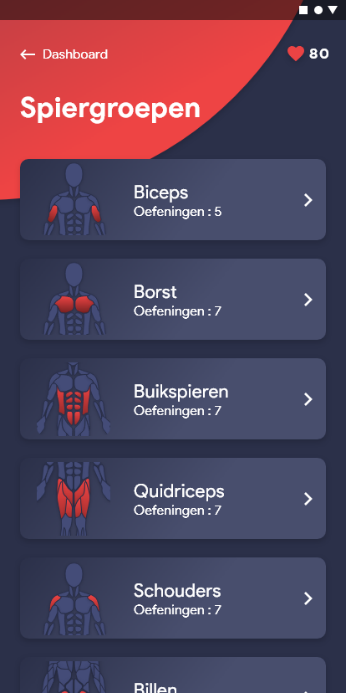 Dashboard
80
Spiergroepen
Biceps
Oefeningen : 5
Borst
Oefeningen : 7
Buikspieren
Oefeningen : 7
Quidriceps
Oefeningen : 7
Schouders
Oefeningen : 7
Billen